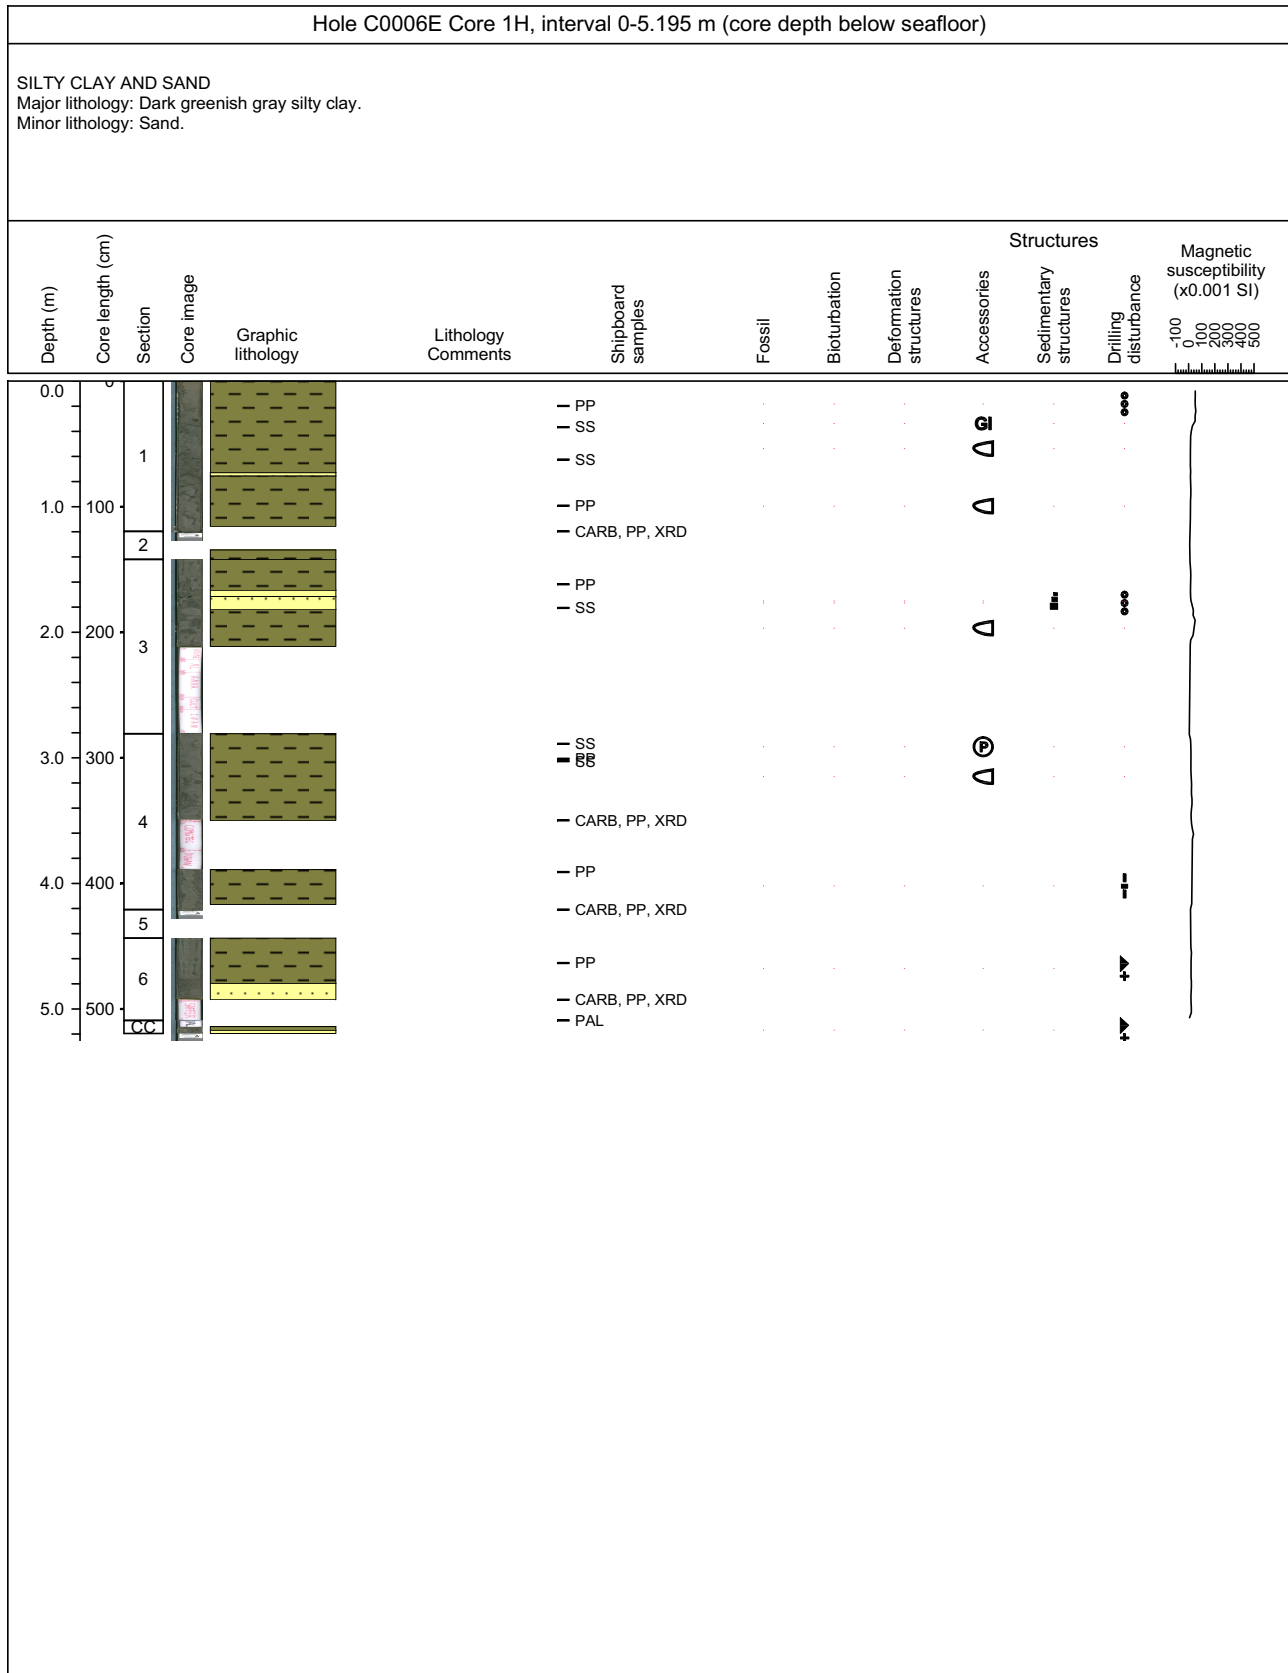 Hole C0006E Core 1H, interval 0-5.195 m (core depth below seafloor)
SILTY CLAY AND SAND
Major lithology: Dark greenish gray silty clay.
Minor lithology: Sand.
Depth (m)
Core length (cm)
Section
Core image
Graphic
lithology
Lithology
Comments
Shipboard
samples
Fossil
Bioturbation
Deformation
structures
Structures
Accessories
Sedimentary
structures
Drilling
disturbance
Magnetic
susceptibility
(x0.001 SI)
-100
0
100
200
300
400
500
0.0
0
PP
SS
Gl
1
SS
1.0
100
PP
CARB, PP, XRD
2
PP
SS
2.0
200
3
SS
3.0
300
PP
SS
P
CARB, PP, XRD
4
PP
4.0
400
CARB, PP, XRD
5
PP
6
CARB, PP, XRD
5.0
500
PAL
CC